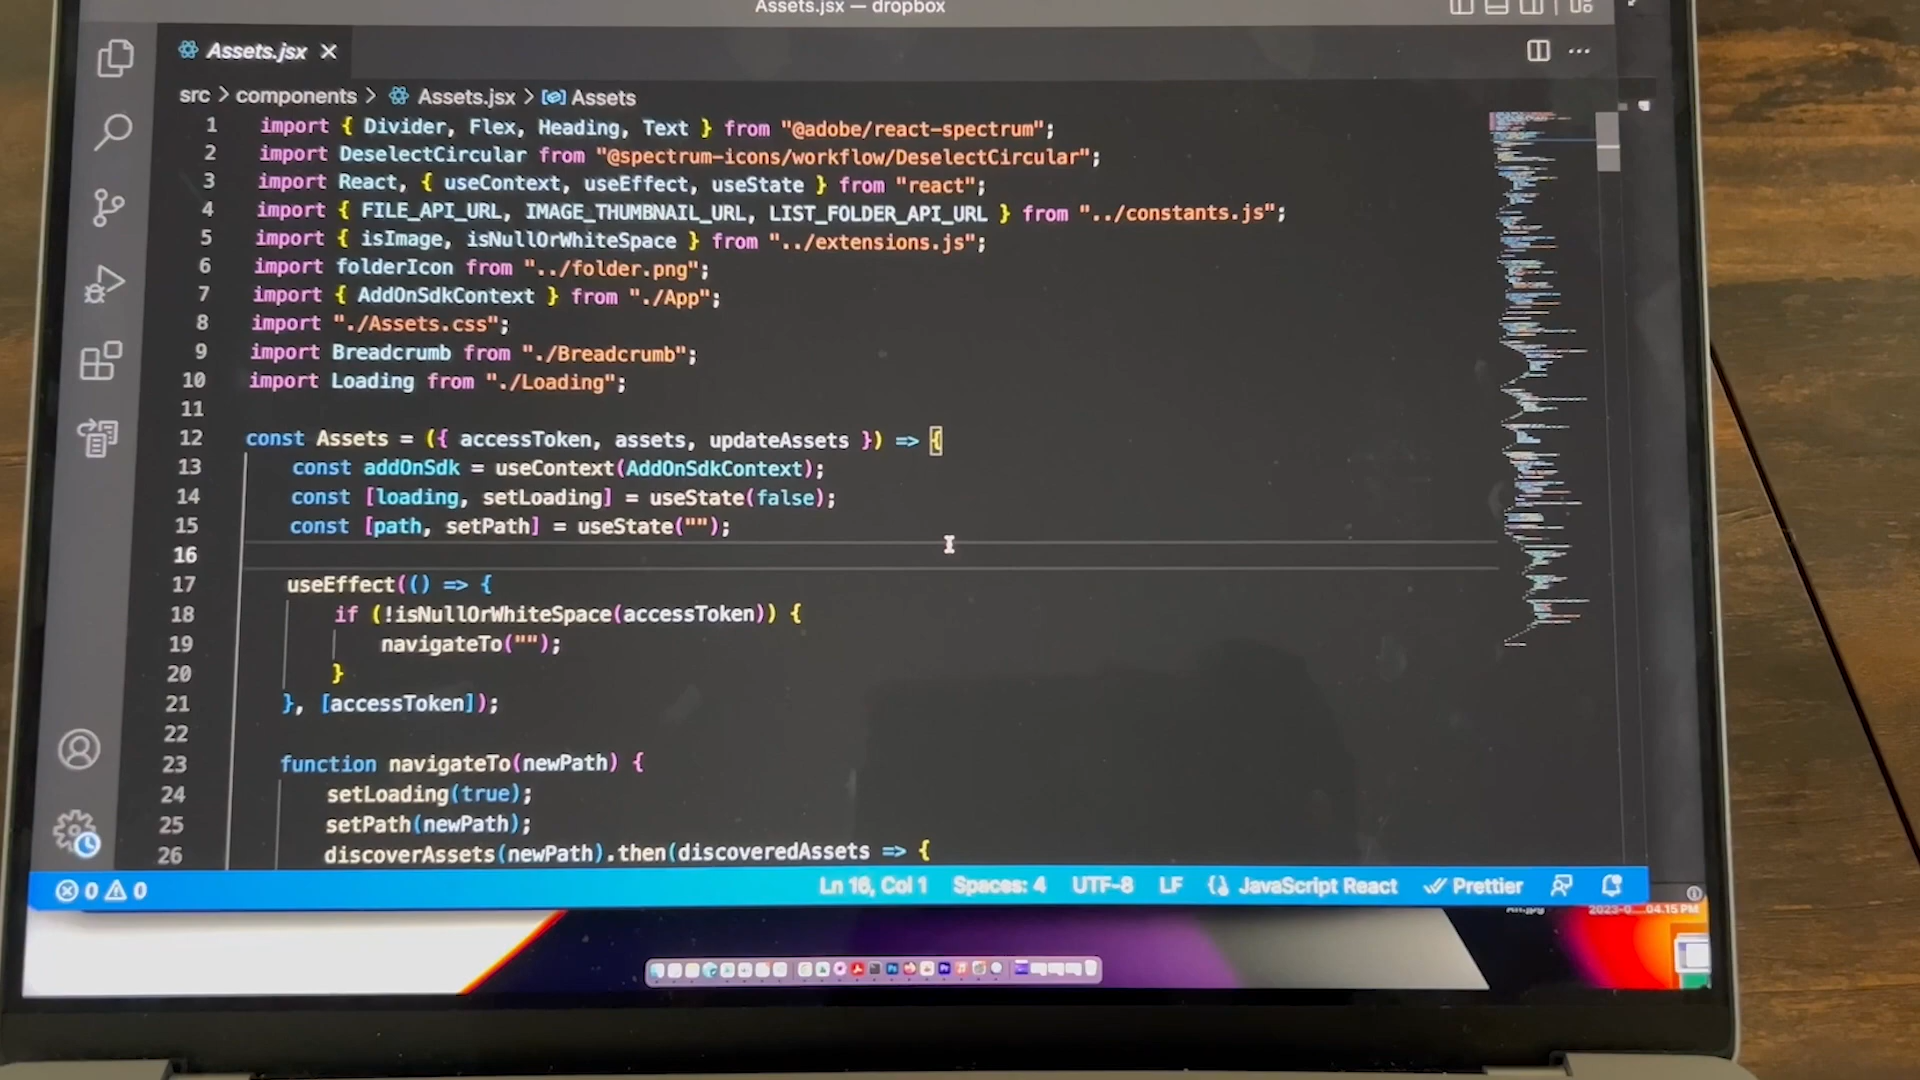 Assets.jsx — dropbox
Assets.jsx
src > components > Assets.jsx > Assets
1 import { Divider, Flex, Heading, Text } from "@adobe/react-spectrum";
2 import DeselectCircular from "@spectrum-icons/workflow/DeselectCircular";
3 import React, { useContext, useEffect, useState } from "react";
4 import { FILE_API_URL, IMAGE_THUMBNAIL_URL, LIST_FOLDER_API_URL } from "../constants.js";
5 import { isImage, isNullOrWhiteSpace } from "../extensions.js";
6 import folderIcon from "../folder.png";
7 import { AddOnSdkContext } from "./App";
8 import "./Assets.css";
9 import Breadcrumb from "./Breadcrumb";
10 import Loading from "./Loading";
11
12 const Assets = ({ accessToken, assets, updateAssets }) => {
13 const addOnSdk = useContext(AddOnSdkContext);
14 const [loading, setLoading] = useState(false);
15 const [path, setPath] = useState("");
16
17 useEffect(() => {
18 if (!isNullOrWhiteSpace(accessToken)) {
19 navigateTo("");
20 }
21 }, [accessToken]);
22
23 function navigateTo(newPath) {
24 setLoading(true);
25 setPath(newPath);
26 discoverAssets(newPath).then(discoveredAssets => {
0 0 Ln 16, Col 1 Spaces: 4 UTF-8 LF JavaScript React Prettier
2023-0...04.15 PM